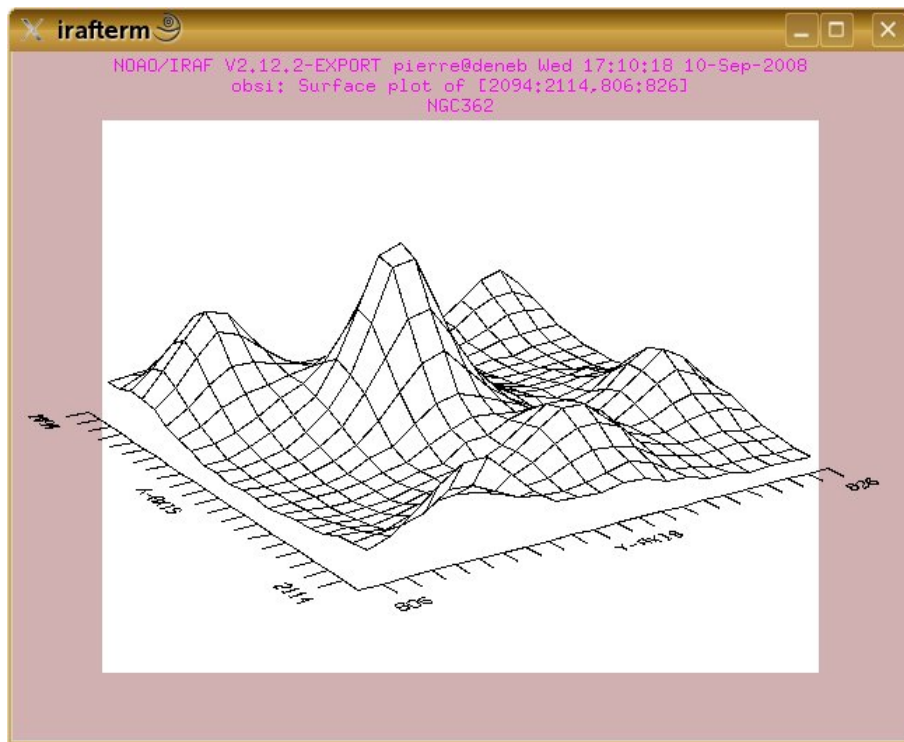 irafterm
NOAO/IRAF V2.12.2-EXPORT pierre@deneb Wed 17:10:18 10-Sep-2008
obsi: Surface plot of [2094:2114,806:826]
NGC362
2094
X-AXIS
2114
806
Y-AXIS
826